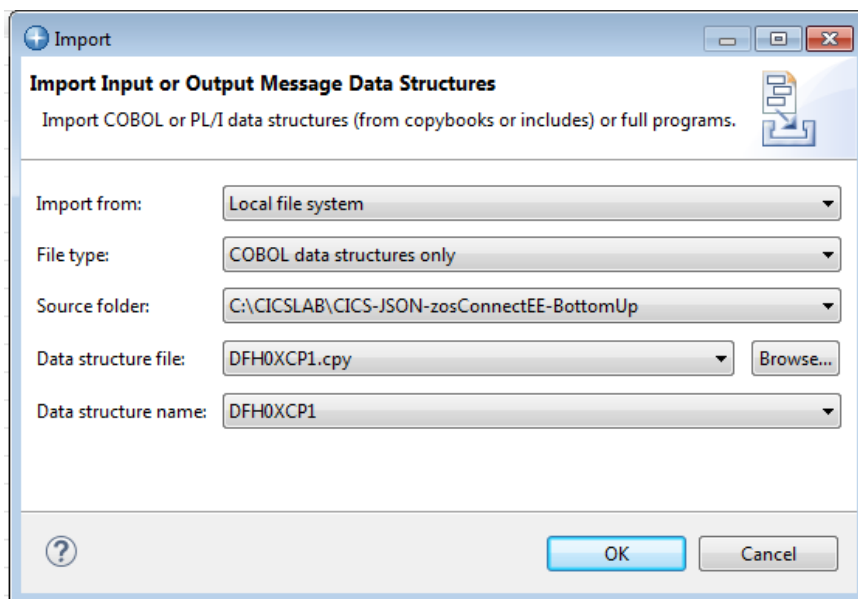 Import
Import Input or Output Message Data Structures
Import COBOL or PL/I data structures (from copybooks or includes) or full programs.
Import from: Local file system
File type: COBOL data structures only
Source folder: C:\CICSLAB\CICS-JSON-zosConnectEE-BottomUp
Data structure file: DFH0XCP1.cpy Browse...
Data structure name: DFH0XCP1
? OK Cancel